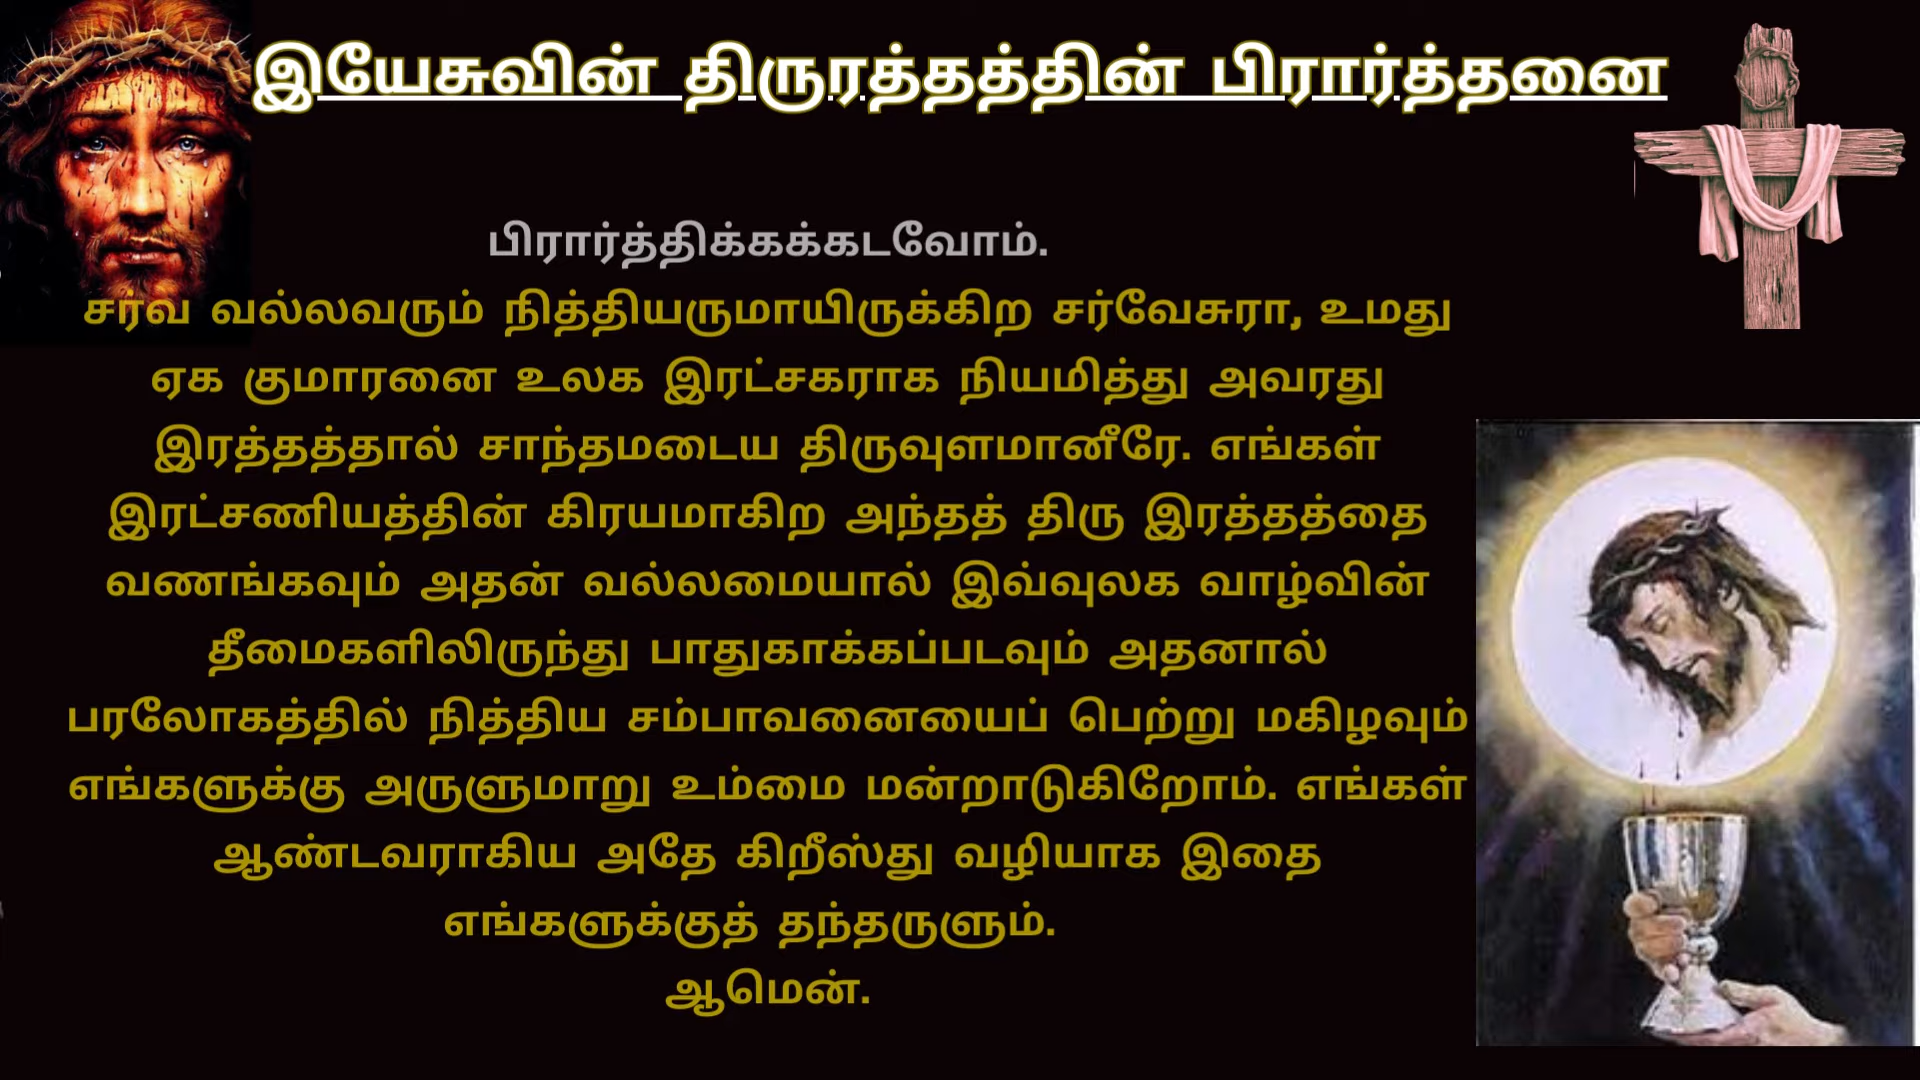 இயேசுவின் திருரத்தத்தின் பிரார்த்தனை
பிரார்த்திக்கக்கடவோம்.
சர்வ வல்லவரும் நித்தியருமாயிருக்கிற சர்வேசுரா, உமது
ஏக குமாரனை உலக இரட்சகராக நியமித்து அவரது
இரத்தத்தால் சாந்தமடைய திருவுளமானீரே. எங்கள்
இரட்சணியத்தின் கிரயமாகிற அந்தத் திரு இரத்தத்தை
வணங்கவும் அதன் வல்லமையால் இவ்வுலக வாழ்வின்
தீமைகளிலிருந்து பாதுகாக்கப்படவும் அதனால்
பரலோகத்தில் நித்திய சம்பாவனையைப் பெற்று மகிழவும்
எங்களுக்கு அருளுமாறு உம்மை மன்றாடுகிறோம். எங்கள்
ஆண்டவராகிய அதே கிறீஸ்து வழியாக இதை
எங்களுக்குத் தந்தருளும்.
ஆமென்.